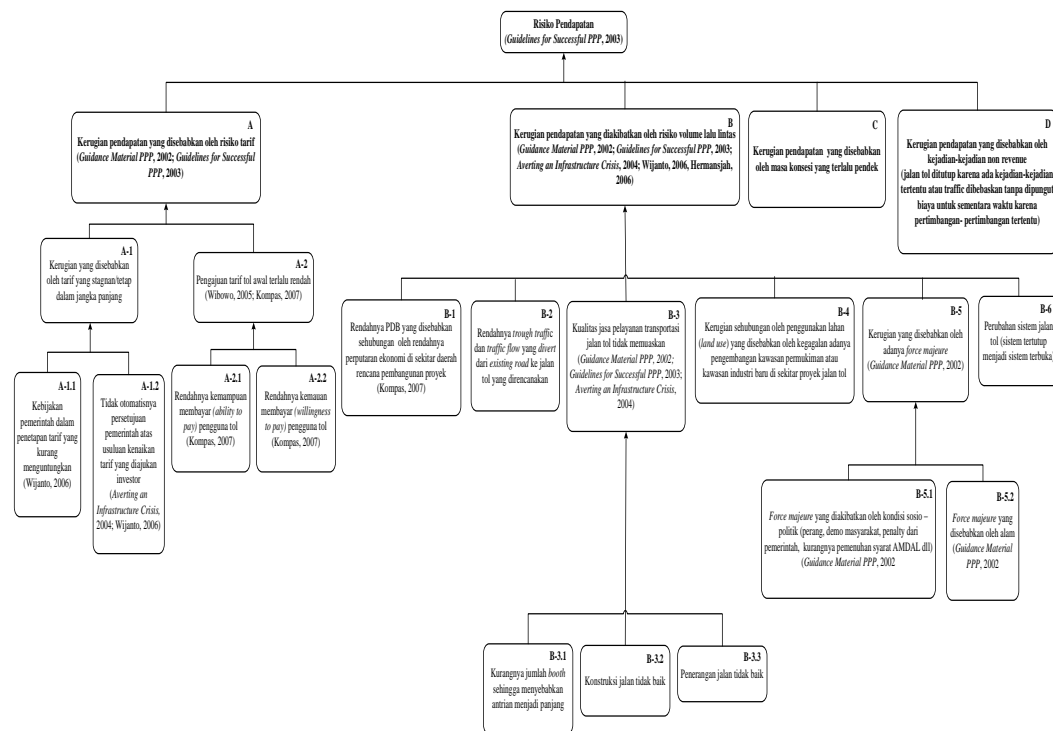 Risiko Pendapatan
(Guidelines for Successful PPP, 2003)
A
Kerugian pendapatan yang disebabkan oleh risiko tarif
(Guidance Material PPP, 2002; Guidelines for Successful
PPP, 2003)
B
Kerugian pendapatan yang diakibatkan oleh risiko volume lalu lintas
(Guidance Material PPP, 2002; Guidelines for Successful PPP, 2003;
Averting an Infrastructure Crisis, 2004; Wijanto, 2006, Hermansjah,
2006)
C
Kerugian pendapatan yang disebabkan
oleh masa konsesi yang terlalu pendek
D
Kerugian pendapatan yang disebabkan oleh
kejadian-kejadian non revenue
(jalan tol ditutup karena ada kejadian-kejadian
tertentu atau traffic dibebaskan tanpa dipungut
biaya untuk sementara waktu karena
pertimbangan- pertimbangan tertentu)
A-1
Kerugian yang disebabkan
oleh tarif yang stagnan/tetap
dalam jangka panjang
A-2
Pengajuan tarif tol awal terlalu rendah
(Wibowo, 2005; Kompas, 2007)
B-1
Rendahnya PDB yang disebabkan
sehubungan oleh rendahnya
perputaran ekonomi di sekitar daerah
rencana pembangunan proyek
(Kompas, 2007)
B-2
Rendahnya trough traffic
dan traffic flow yang divert
dari existing road ke jalan
tol yang direncanakan
B-3
Kualitas jasa pelayanan transportasi
jalan tol tidak memuaskan
(Guidance Material PPP, 2002;
Guidelines for Successful PPP, 2003;
Averting an Infrastructure Crisis,
2004)
B-4
Kerugian sehubungan oleh penggunaan lahan
(land use) yang disebabkan oleh kegagalan adanya
pengembangan kawasan permukiman atau
kawasan industri baru di sekitar proyek jalan tol
B-5
Kerugian yang disebabkan oleh
adanya force majeure
(Guidance Material PPP, 2002)
B-6
Perubahan sistem jalan
tol (sistem tertutup
menjadi sistem terbuka)
A-1.1
Kebijakan
pemerintah dalam
penetapan tarif yang
kurang
menguntungkan
(Wijanto, 2006)
A-1.2
Tidak otomatisnya
persetujuan
pemerintah atas
usuluan kenaikan
tarif yang diajukan
investor
(Averting an
Infrastructure Crisis,
2004; Wijanto, 2006)
A-2.1
Rendahnya kemampuan
membayar (ability to
pay) pengguna tol
(Kompas, 2007)
A-2.2
Rendahnya kemauan
membayar (willingness
to pay) pengguna tol
(Kompas, 2007)
B-5.1
Force majeure yang diakibatkan oleh kondisi sosio –
politik (perang, demo masyarakat, penalty dari
pemerintah, kurangnya pemenuhan syarat AMDAL dll)
(Guidance Material PPP, 2002
B-5.2
Force majeure yang
disebabkan oleh alam
(Guidance Material
PPP, 2002
B-3.1
Kurangnya jumlah booth
sehingga menyebabkan
antrian menjadi panjang
B-3.2
Konstruksi jalan tidak baik
B-3.3
Penerangan jalan tidak baik